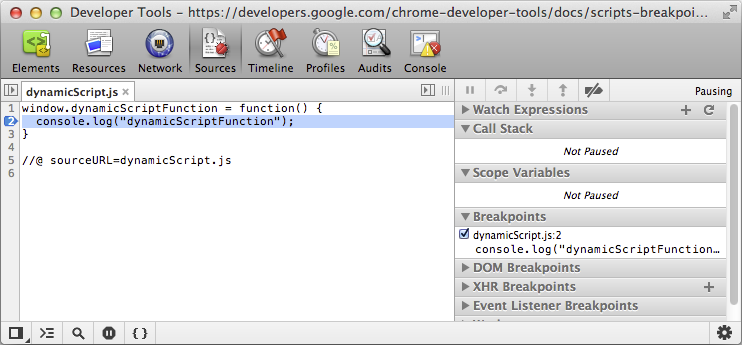 Developer Tools - https://developers.google.com/chrome-developer-tools/docs/scripts-breakpoi...
Elements Resources Network Sources Timeline Profiles Audits Console
dynamicScript.js ×
Pausing
1 window.dynamicScriptFunction = function() {
2 console.log("dynamicScriptFunction");
3 }
4
5 //@ sourceURL=dynamicScript.js
6
Watch Expressions
Call Stack
Not Paused
Scope Variables
Not Paused
Breakpoints
dynamicScript.js:2
console.log("dynamicScriptFunction...
DOM Breakpoints
XHR Breakpoints
Event Listener Breakpoints